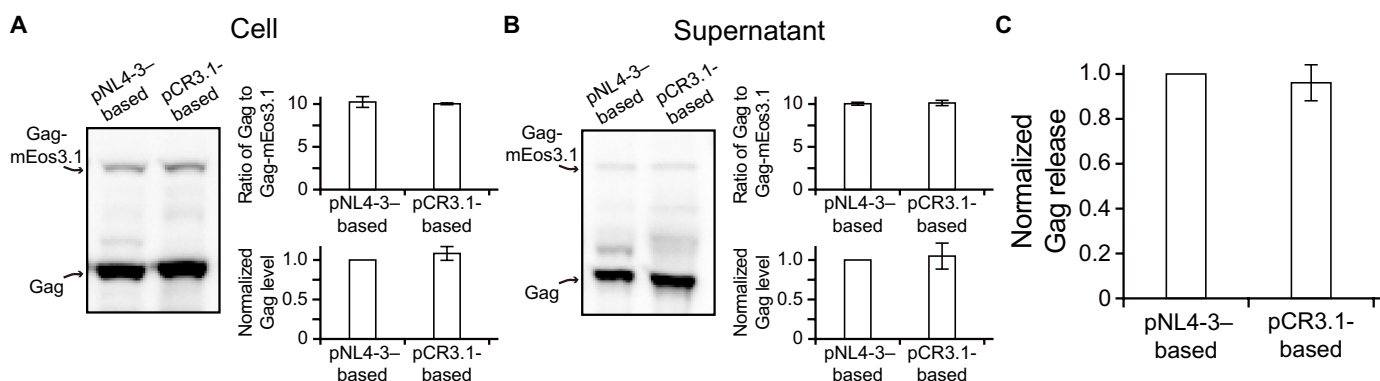 A
Cell
pNL4-3–
based
pCR3.1-
based
Gag-
mEos3.1
Gag
Ratio of Gag to
Gag-mEos3.1
10
5
0
pNL4-3–
based
pCR3.1-
based
Normalized
Gag level
1.0
0.5
0
pNL4-3–
based
pCR3.1-
based
B
Supernatant
pNL4-3–
based
pCR3.1-
based
Gag-
mEos3.1
Gag
Ratio of Gag to
Gag-mEos3.1
10
5
0
pNL4-3–
based
pCR3.1-
based
Normalized
Gag level
1.0
0.5
0
pNL4-3–
based
pCR3.1-
based
C
Normalized
Gag release
1.0
0.8
0.6
0.4
0.2
0
pNL4-3–
based
pCR3.1-
based